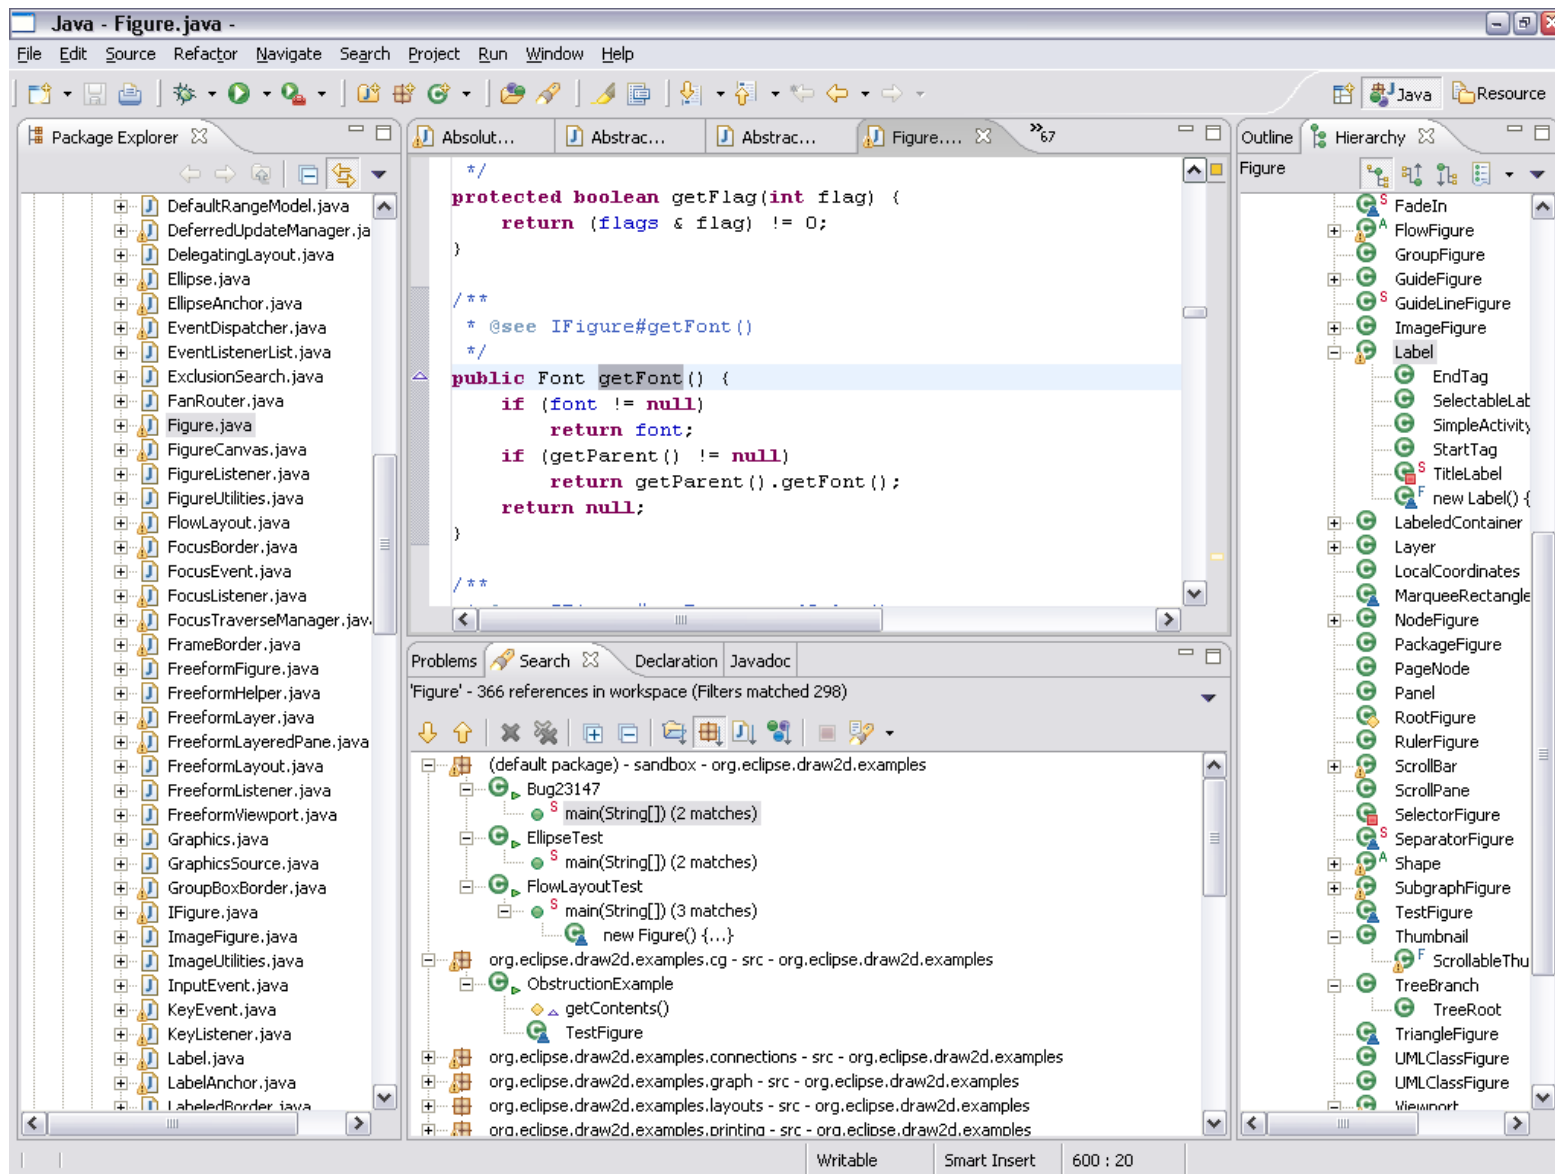 Java - Figure.java -
File Edit Source Refactor Navigate Search Project Run Window Help
Java Resource
Package Explorer
DefaultRangeModel.java
DeferredUpdateManager.ja
DelegatingLayout.java
Ellipse.java
EllipseAnchor.java
EventDispatcher.java
EventListenerList.java
ExclusionSearch.java
FanRouter.java
Figure.java
FigureCanvas.java
FigureListener.java
FigureUtilities.java
FlowLayout.java
FocusBorder.java
FocusEvent.java
FocusListener.java
FocusTraverseManager.jav
FrameBorder.java
FreeformFigure.java
FreeformHelper.java
FreeformLayer.java
FreeformLayeredPane.java
FreeformLayout.java
FreeformListener.java
FreeformViewport.java
Graphics.java
GraphicsSource.java
GroupBoxBorder.java
IFigure.java
ImageFigure.java
ImageUtilities.java
InputEvent.java
KeyEvent.java
KeyListener.java
Label.java
LabelAnchor.java
LabeledBorder.java
Absolut... Abstrac... Abstrac... Figure.... »67
*/
protected boolean getFlag(int flag) {
return (flags & flag) != 0;
}
/**
* @see IFigure#getFont()
*/
public Font getFont() {
if (font != null)
return font;
if (getParent() != null)
return getParent().getFont();
return null;
}
/**
Problems Search Declaration Javadoc
'Figure' - 366 references in workspace (Filters matched 298)
(default package) - sandbox - org.eclipse.draw2d.examples
Bug23147
S main(String[]) (2 matches)
EllipseTest
S main(String[]) (2 matches)
FlowLayoutTest
S main(String[]) (3 matches)
new Figure() {...}
org.eclipse.draw2d.examples.cg - src - org.eclipse.draw2d.examples
ObstructionExample
getContents()
TestFigure
org.eclipse.draw2d.examples.connections - src - org.eclipse.draw2d.examples
org.eclipse.draw2d.examples.graph - src - org.eclipse.draw2d.examples
org.eclipse.draw2d.examples.layouts - src - org.eclipse.draw2d.examples
org.eclipse.draw2d.examples.printing - src - org.eclipse.draw2d.examples
Outline Hierarchy
Figure
S FadeIn
A FlowFigure
GroupFigure
GuideFigure
S GuideLineFigure
ImageFigure
Label
EndTag
SelectableLab
SimpleActivity
StartTag
S TitleLabel
F new Label() {
LabeledContainer
Layer
LocalCoordinates
MarqueeRectangle
NodeFigure
PackageFigure
PageNode
Panel
RootFigure
RulerFigure
ScrollBar
ScrollPane
SelectorFigure
S SeparatorFigure
A Shape
SubgraphFigure
TestFigure
Thumbnail
F ScrollableThu
TreeBranch
TreeRoot
TriangleFigure
UMLClassFigure
UMLClassFigure
Viewport
Writable Smart Insert 600 : 20